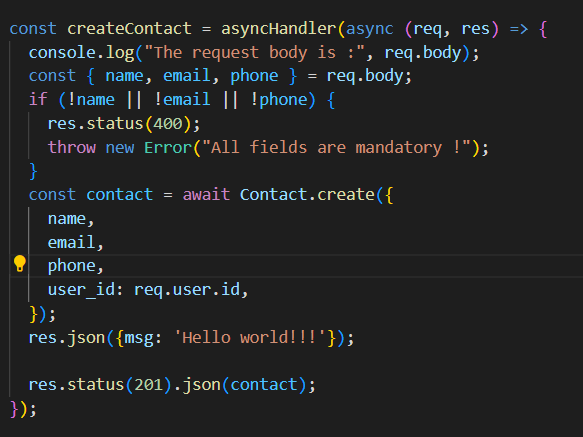 const createContact = asyncHandler(async (req, res) => {
  console.log("The request body is :", req.body);
  const { name, email, phone } = req.body;
  if (!name || !email || !phone) {
    res.status(400);
    throw new Error("All fields are mandatory !");
  }
  const contact = await Contact.create({
    name,
    email,
    phone,
    user_id: req.user.id,
  });
  res.json({msg: 'Hello world!!!'});

  res.status(201).json(contact);
});